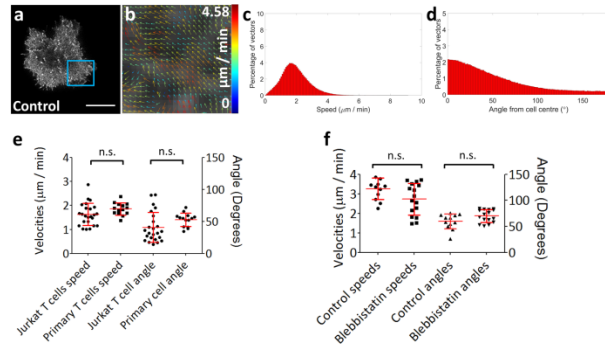 a
Control
b
4.58
μm / min
0
c
Percentage of vectors
10
8
6
4
2
0
0 2 4 6 8 10
Speed (μm / min)
d
Percentage of vectors
5
4
3
2
1
0
0 50 100 150
Angle from cell centre (°)
e
n.s. n.s.
Velocities (μm / min)
4
3
2
1
0
150
100
50
0
Angle (Degrees)
Jurkat T cells speed
Primary T cells speed
Jurkat T cell angle
Primary cell angle
f
n.s. n.s.
Velocities (μm / min)
4
3
2
1
0
150
100
50
0
Angle (Degrees)
Control speeds
Blebbistatin speeds
Control angles
Blebbistatin angles